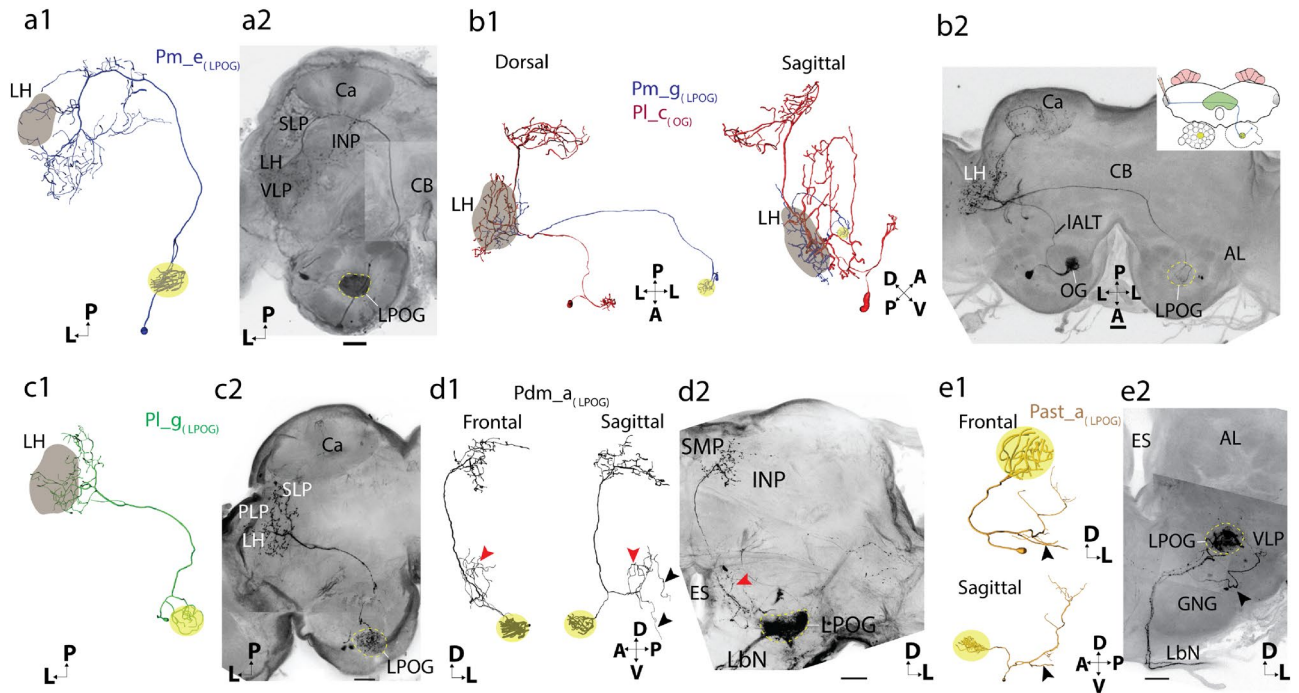 a1
Pm_e(LPOG)
LH
P
L
a2
Ca
SLP
INP
LH
VLP
CB
LPOG
P
L
b1
Dorsal
Sagittal
Pm_g(LPOG)
Pl_c(OG)
LH
LH
P
L L
A
D A
P V
b2
Ca
LH
CB
lALT
AL
OG
LPOG
P
L L
A
c1
Pl_g(LPOG)
LH
P
L
c2
Ca
SLP
PLP
LH
P
L
LPOG
d1
Pdm_a(LPOG)
Frontal
Sagittal
D
A P
V
d2
SMP
INP
ES
LPOG
LbN
D
L
e1
Frontal
Past_a(LPOG)
D
L
Sagittal
D
A P
V
e2
ES
AL
LPOG
VLP
GNG
LbN
D
L